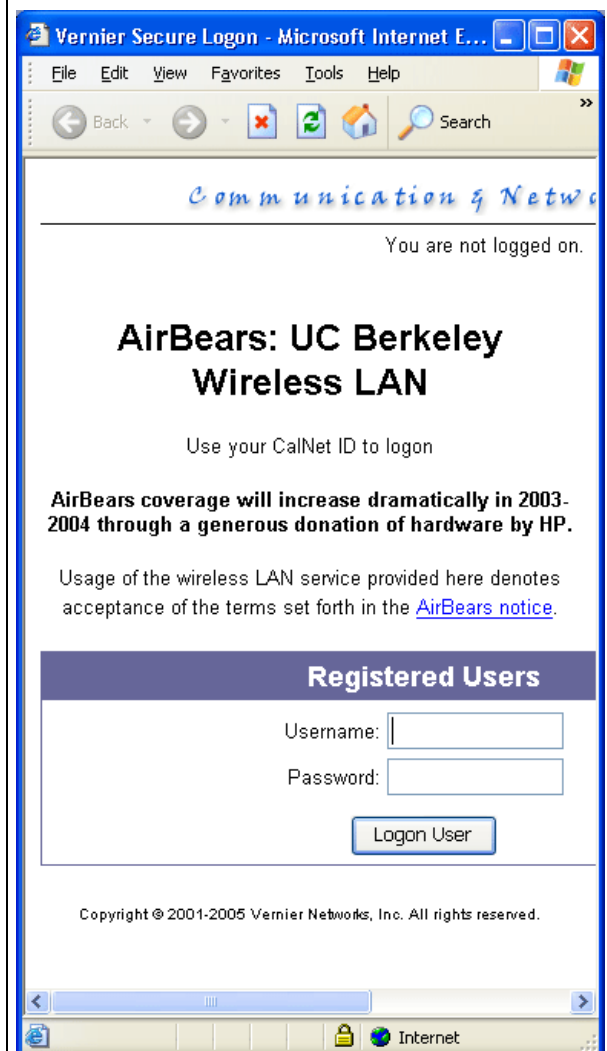 Vernier Secure Logon - Microsoft Internet E...
File Edit View Favorites Tools Help
Back Search »
Communication & Netw
You are not logged on.
AirBears: UC Berkeley
Wireless LAN
Use your CalNet ID to logon
AirBears coverage will increase dramatically in 2003-
2004 through a generous donation of hardware by HP.
Usage of the wireless LAN service provided here denotes
acceptance of the terms set forth in the AirBears notice.
Registered Users
Username:
Password:
Logon User
Copyright © 2001-2005 Vernier Networks, Inc. All rights reserved.
Internet